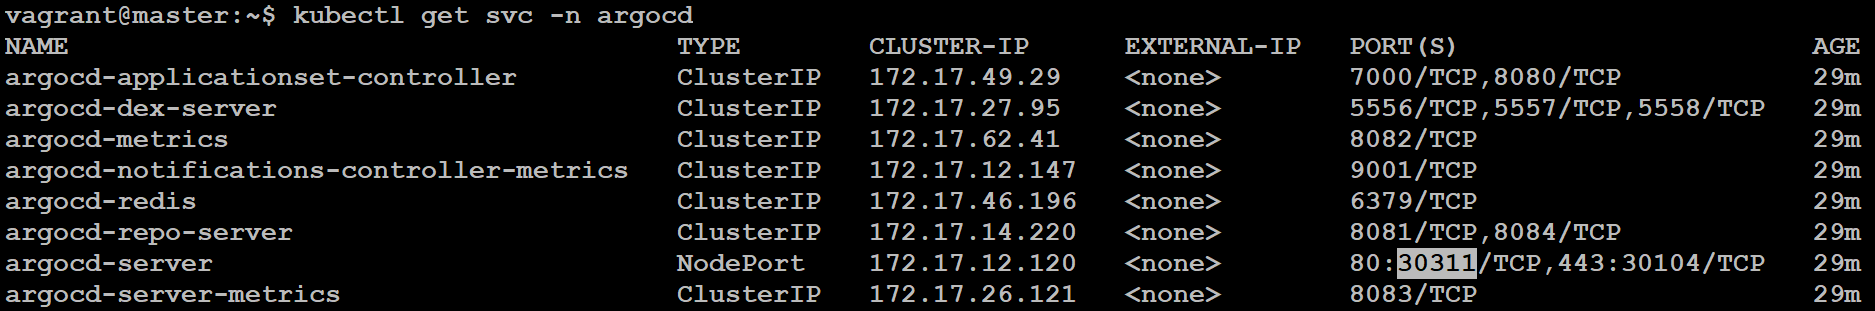 vagrant@master:~$ kubectl get svc -n argocd
NAME TYPE CLUSTER-IP EXTERNAL-IP PORT(S) AGE
argocd-applicationset-controller ClusterIP 172.17.49.29 <none> 7000/TCP,8080/TCP 29m
argocd-dex-server ClusterIP 172.17.27.95 <none> 5556/TCP,5557/TCP,5558/TCP 29m
argocd-metrics ClusterIP 172.17.62.41 <none> 8082/TCP 29m
argocd-notifications-controller-metrics ClusterIP 172.17.12.147 <none> 9001/TCP 29m
argocd-redis ClusterIP 172.17.46.196 <none> 6379/TCP 29m
argocd-repo-server ClusterIP 172.17.14.220 <none> 8081/TCP,8084/TCP 29m
argocd-server NodePort 172.17.12.120 <none> 80:30311/TCP,443:30104/TCP 29m
argocd-server-metrics ClusterIP 172.17.26.121 <none> 8083/TCP 29m